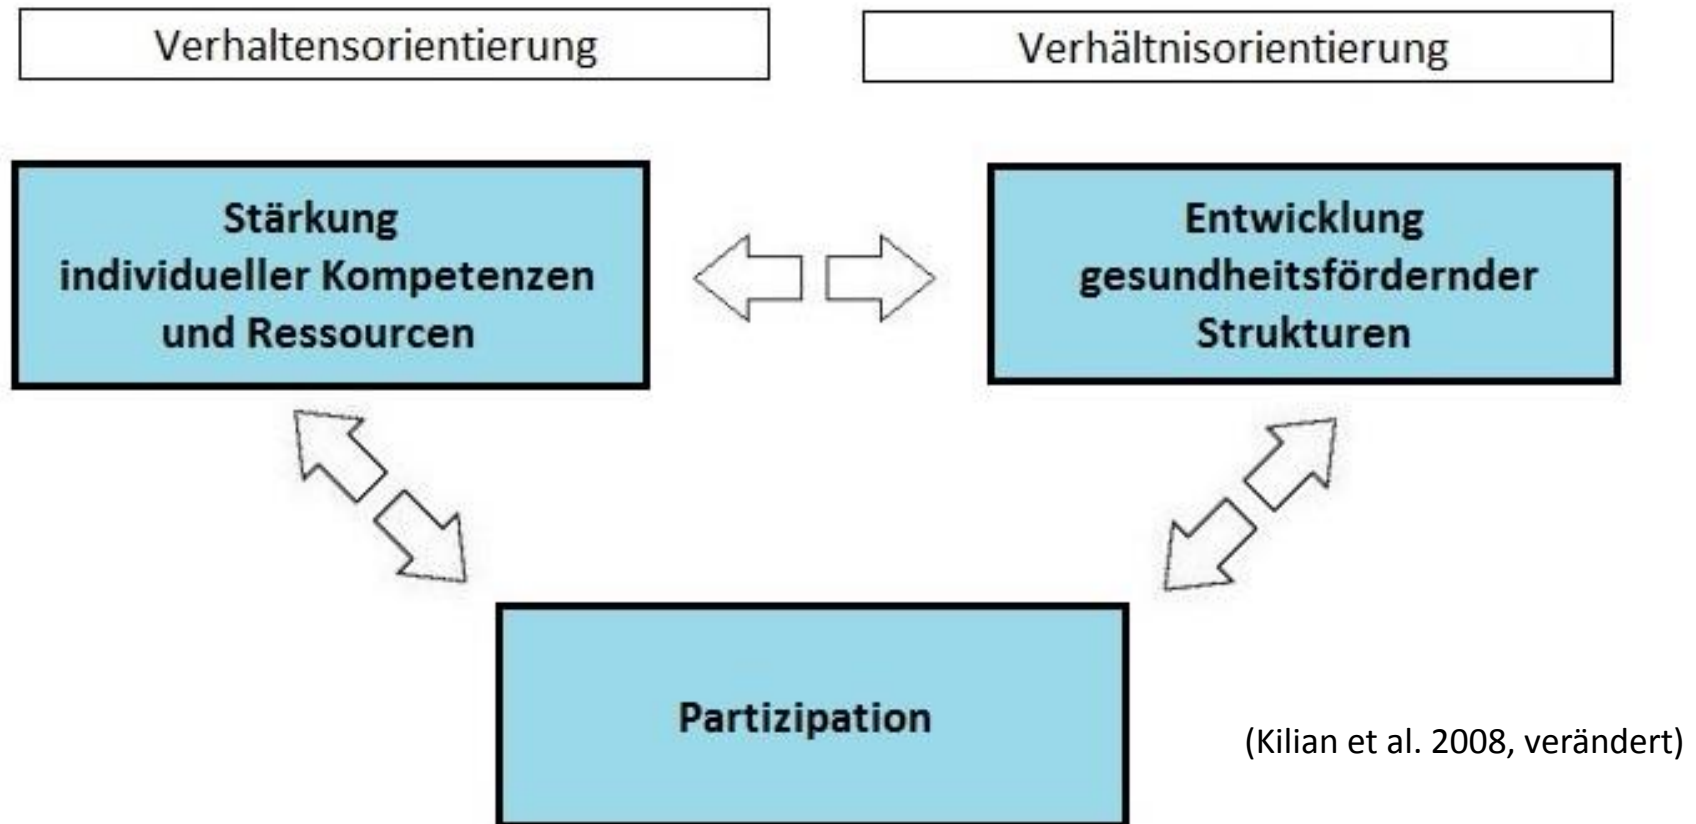 Verhaltensorientierung
Verhältnisorientierung
Stärkung
individueller Kompetenzen
und Ressourcen
Entwicklung
gesundheitsfördernder
Strukturen
Partizipation
(Kilian et al. 2008, verändert)